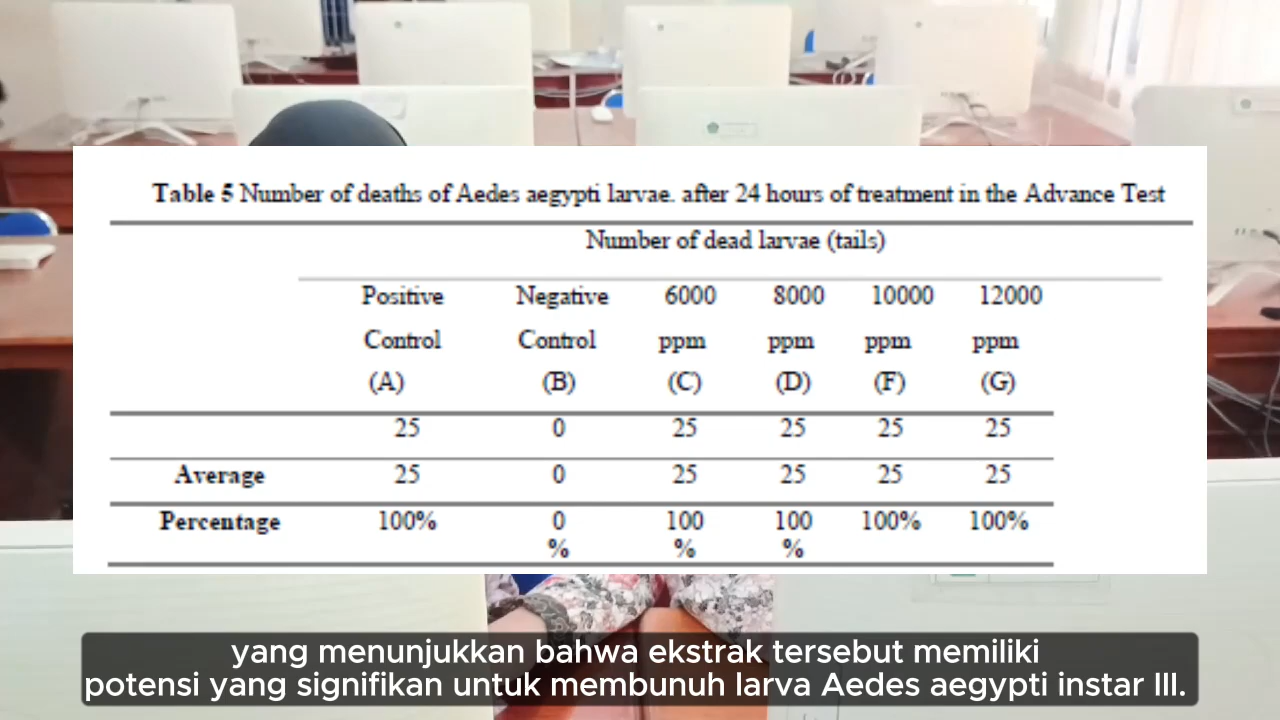 Table 5 Number of deaths of Aedes aegypti larvae. after 24 hours of treatment in the Advance Test
Number of dead larvae (tails)
Positive Negative 6000 8000 10000 12000
Control Control ppm ppm ppm ppm
(A) (B) (C) (D) (F) (G)
25 0 25 25 25 25
Average 25 0 25 25 25 25
Percentage 100% 0 100 100 100% 100%
% % %
yang menunjukkan bahwa ekstrak tersebut memiliki
potensi yang signifikan untuk membunuh larva Aedes aegypti instar III.